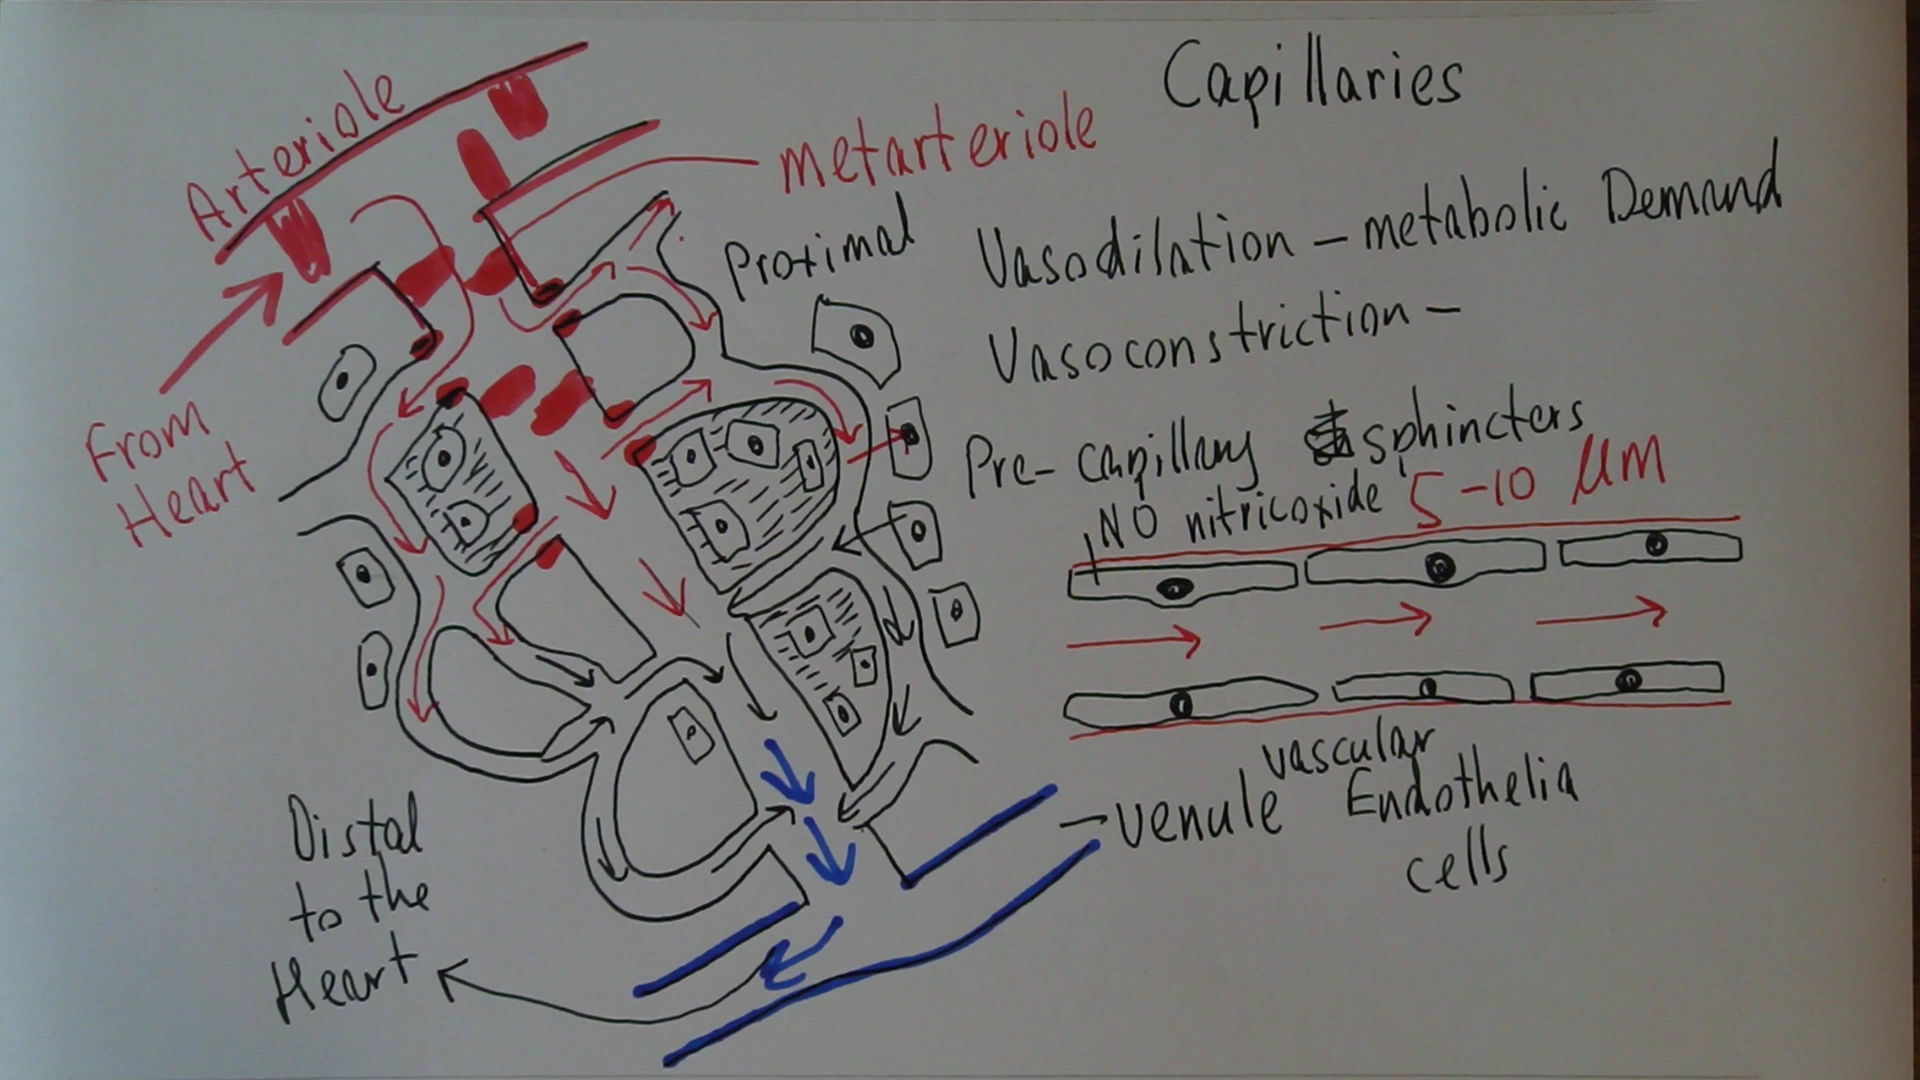 Capillaries
Arteriole
metarteriole
Proximal
Vasodilation - metabolic Demand
Vasoconstriction -
From
Heart
Pre-capillary sphincters
NO nitricoxide
5-10 µm
vascular
Endothelia
cells
- venule
Distal
to the
Heart